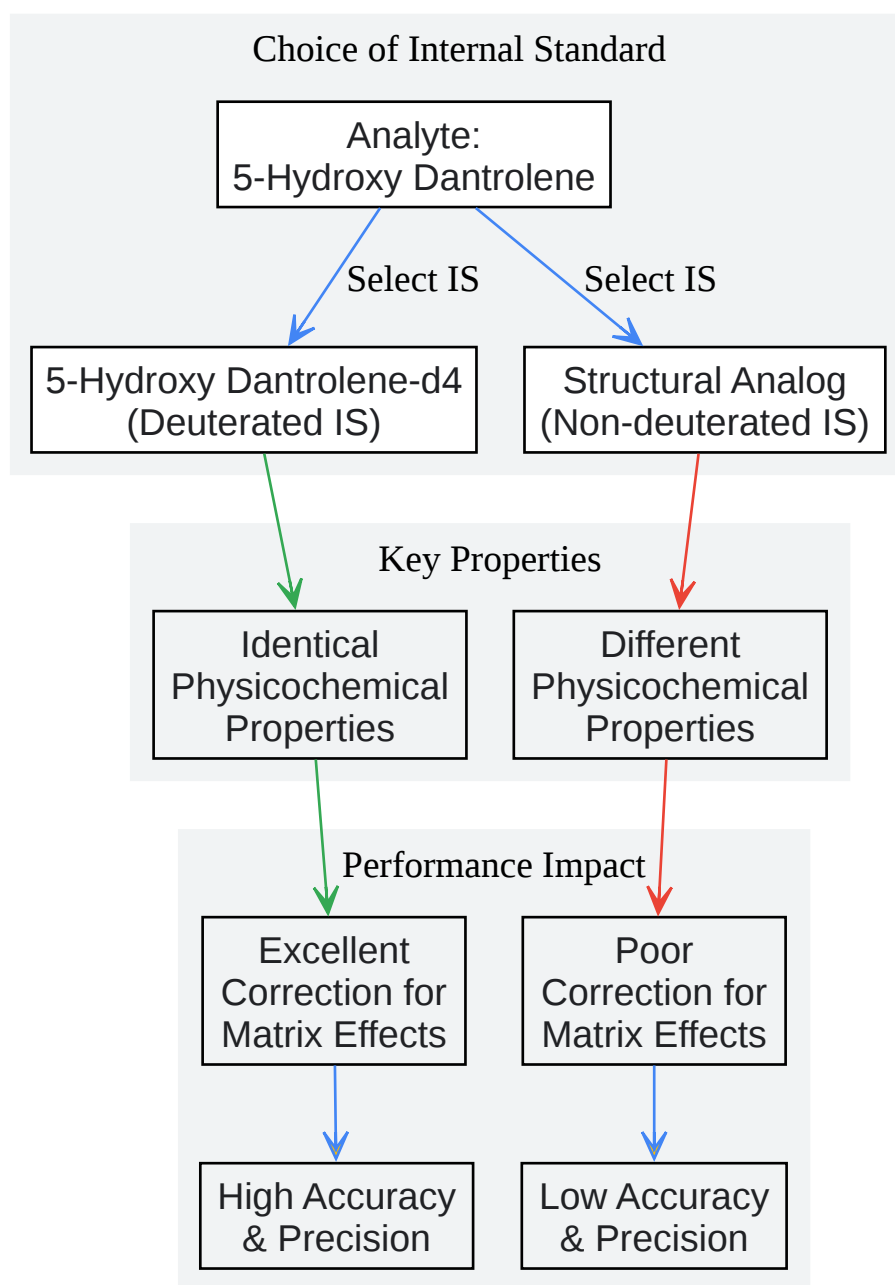 Choice of Internal Standard
Analyte:
5-Hydroxy Dantrolene
Select IS
Select IS
5-Hydroxy Dantrolene-d4
(Deuterated IS)
Structural Analog
(Non-deuterated IS)
Key Properties
Identical
Physicochemical
Properties
Different
Physicochemical
Properties
Performance Impact
Excellent
Correction for
Matrix Effects
Poor
Correction for
Matrix Effects
High Accuracy
& Precision
Low Accuracy
& Precision